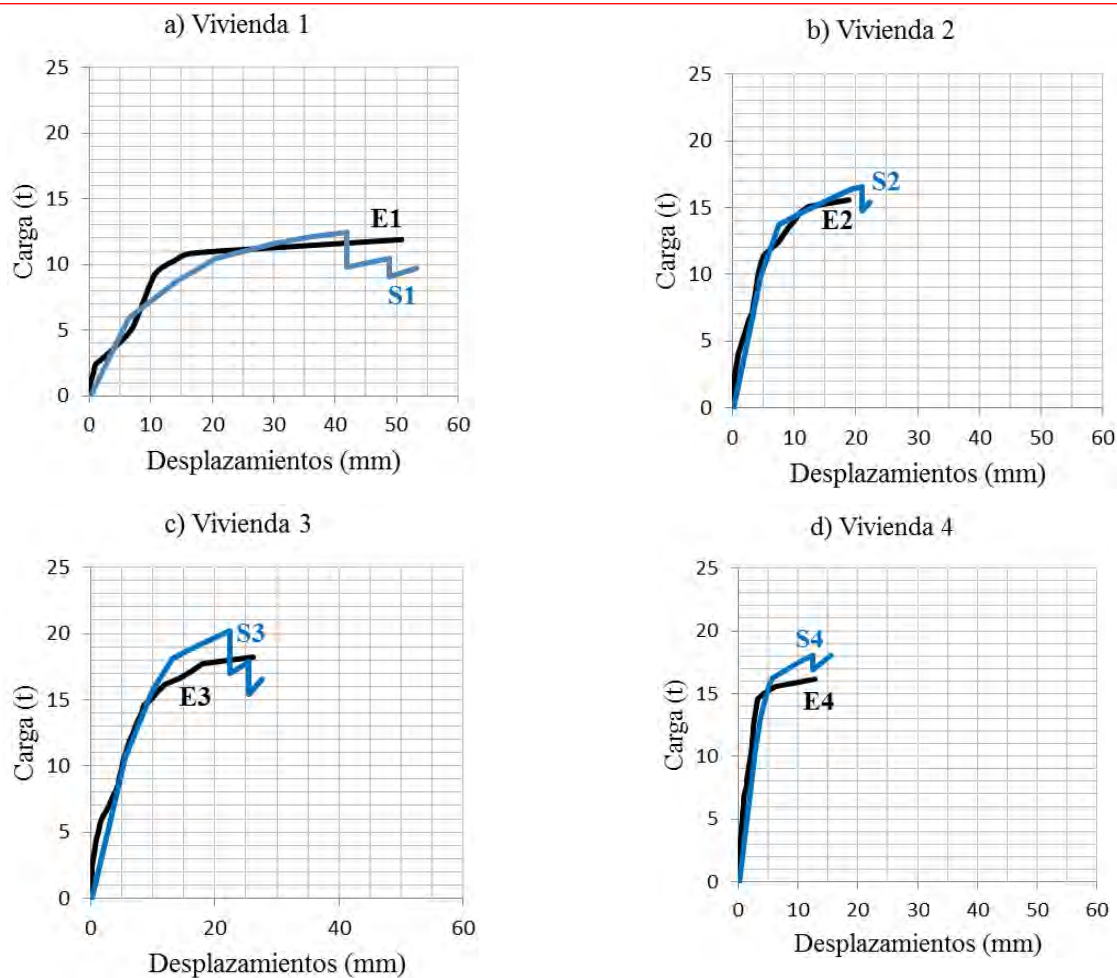 a) Vivienda 1
25
20
15
10
5
0
Carga (t)
E1
S1
0 10 20 30 40 50 60
Desplazamientos (mm)
b) Vivienda 2
25
20
15
10
5
0
Carga (t)
S2
E2
0 10 20 30 40 50 60
Desplazamientos (mm)
c) Vivienda 3
25
20
15
10
5
0
Carga (t)
S3
E3
0 20 40 60
Desplazamientos (mm)
d) Vivienda 4
25
20
15
10
5
0
Carga (t)
S4
E4
0 10 20 30 40 50 60
Desplazamientos (mm)